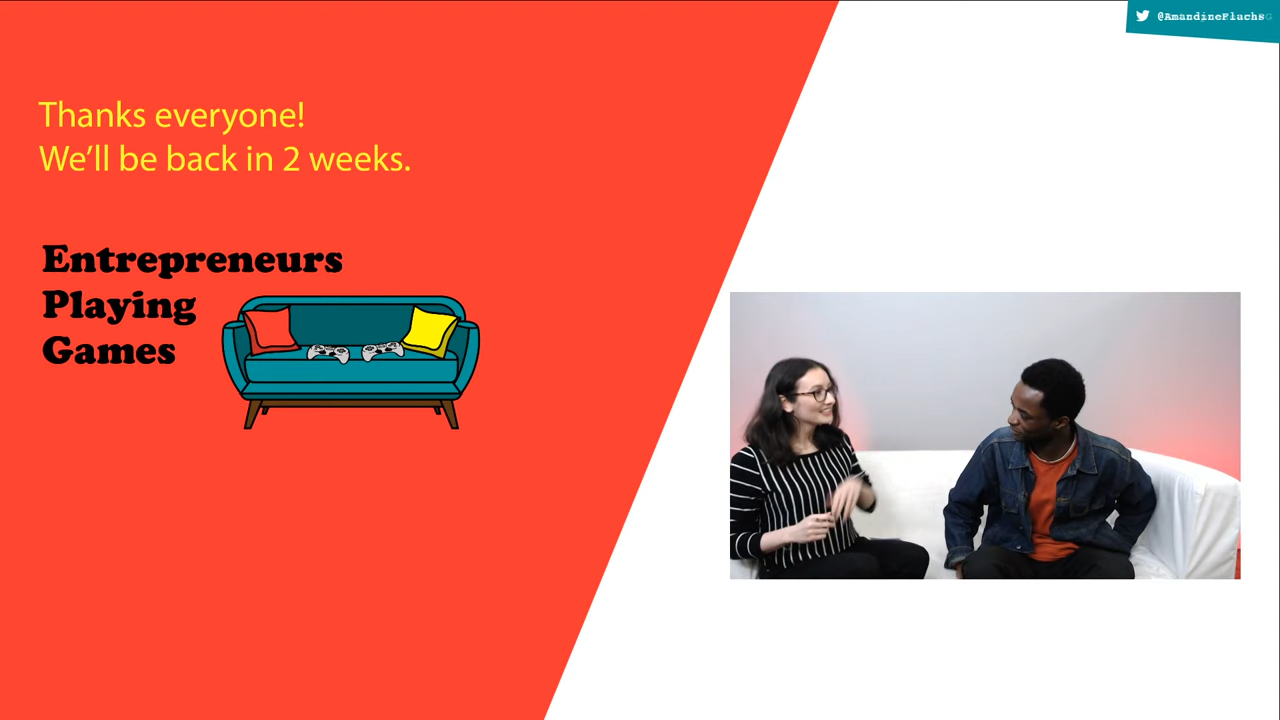 @AmandineFlachs
Thanks everyone!
We'll be back in 2 weeks.
Entrepreneurs
Playing
Games